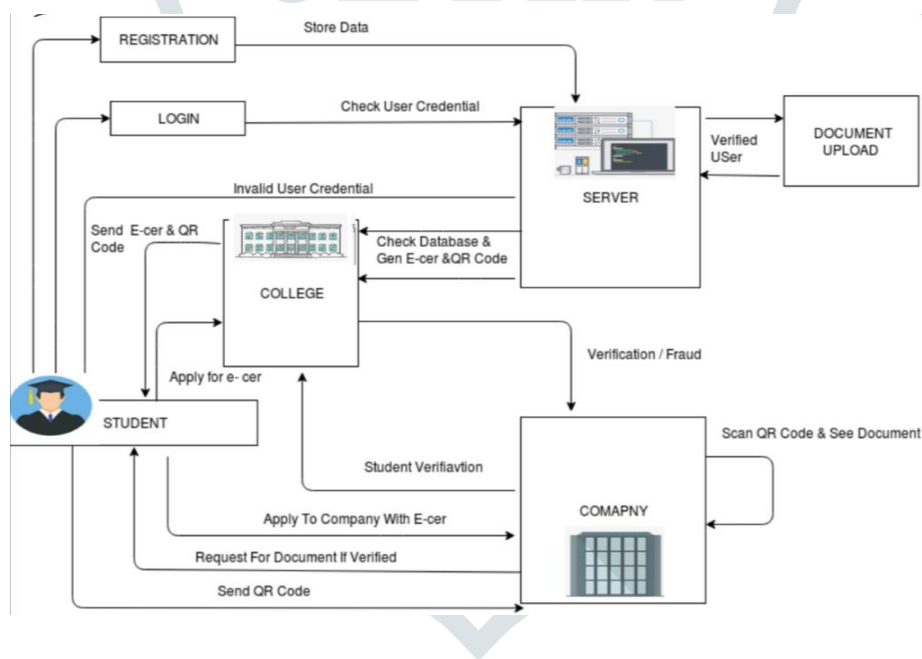 REGISTRATION
Store Data
LOGIN
Check User Credential
DOCUMENT
UPLOAD
Verified
USer
SERVER
Invalid User Credential
Send E-cer & QR
Code
Check Database &
Gen E-cer &QR Code
COLLEGE
Verification / Fraud
Apply for e- cer
STUDENT
Scan QR Code & See Document
Student Verifiavtion
COMAPNY
Apply To Company With E-cer
Request For Document If Verified
Send QR Code